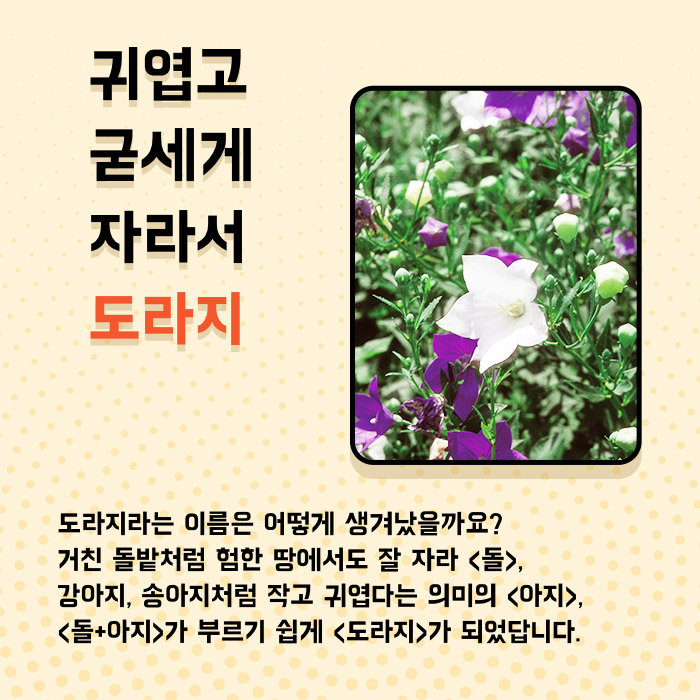 귀엽고
굳세게
자라서
도라지
도라지라는 이름은 어떻게 생겨났을까요?
거친 돌밭처럼 험한 땅에서도 잘 자라 <돌>,
강아지, 송아지처럼 작고 귀엽다는 의미의 <아지>,
<돌+아지>가 부르기 쉽게 <도라지>가 되었답니다.